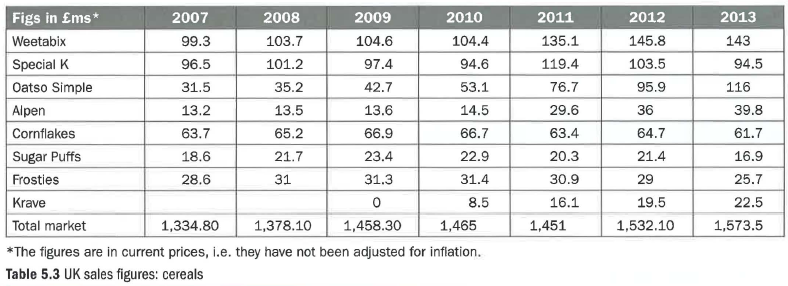 Figs in £ms* 2007 2008 2009 2010 2011 2012 2013
Weetabix 99.3 103.7 104.6 104.4 135.1 145.8 143
Special K 96.5 101.2 97.4 94.6 119.4 103.5 94.5
Oatso Simple 31.5 35.2 42.7 53.1 76.7 95.9 116
Alpen 13.2 13.5 13.6 14.5 29.6 36 39.8
Cornflakes 63.7 65.2 66.9 66.7 63.4 64.7 61.7
Sugar Puffs 18.6 21.7 23.4 22.9 20.3 21.4 16.9
Frosties 28.6 31 31.3 31.4 30.9 29 25.7
Krave 0 8.5 16.1 19.5 22.5
Total market 1,334.80 1,378.10 1,458.30 1,465 1,451 1,532.10 1,573.5
*The figures are in current prices, i.e. they have not been adjusted for inflation.
Table 5.3 UK sales figures: cereals